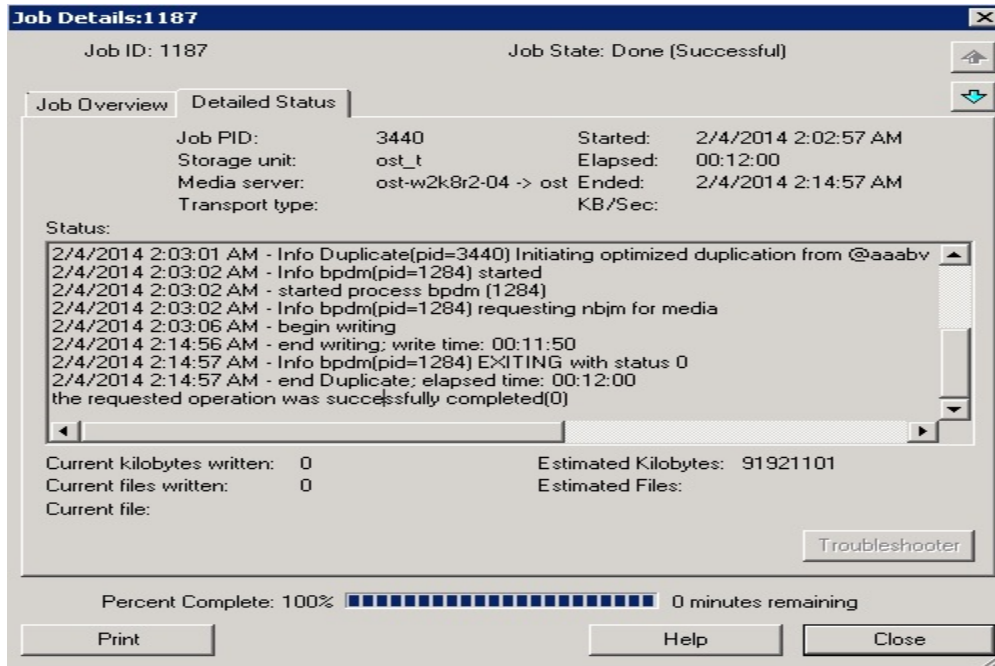 Job Details:1187
Job ID: 1187 Job State: Done (Successful)
Job Overview Detailed Status
Job PID: 3440 Started: 2/4/2014 2:02:57 AM
Storage unit: ost_t Elapsed: 00:12:00
Media server: ost-w2k8r2-04 -> ost Ended: 2/4/2014 2:14:57 AM
Transport type: KB/Sec:
Status:
2/4/2014 2:03:01 AM - Info Duplicate(pid=3440) Initiating optimized duplication from @aaabv
2/4/2014 2:03:02 AM - Info bpdm(pid=1284) started
2/4/2014 2:03:02 AM - started process bpdm (1284)
2/4/2014 2:03:02 AM - Info bpdm(pid=1284) requesting nbjm for media
2/4/2014 2:03:06 AM - begin writing
2/4/2014 2:14:56 AM - end writing; write time: 00:11:50
2/4/2014 2:14:57 AM - Info bpdm(pid=1284) EXITING with status 0
2/4/2014 2:14:57 AM - end Duplicate; elapsed time: 00:12:00
the requested operation was successfully completed(0)
Current kilobytes written: 0 Estimated Kilobytes: 91921101
Current files written: 0 Estimated Files:
Current file:
Troubleshooter
Percent Complete: 100% 0 minutes remaining
Print Help Close